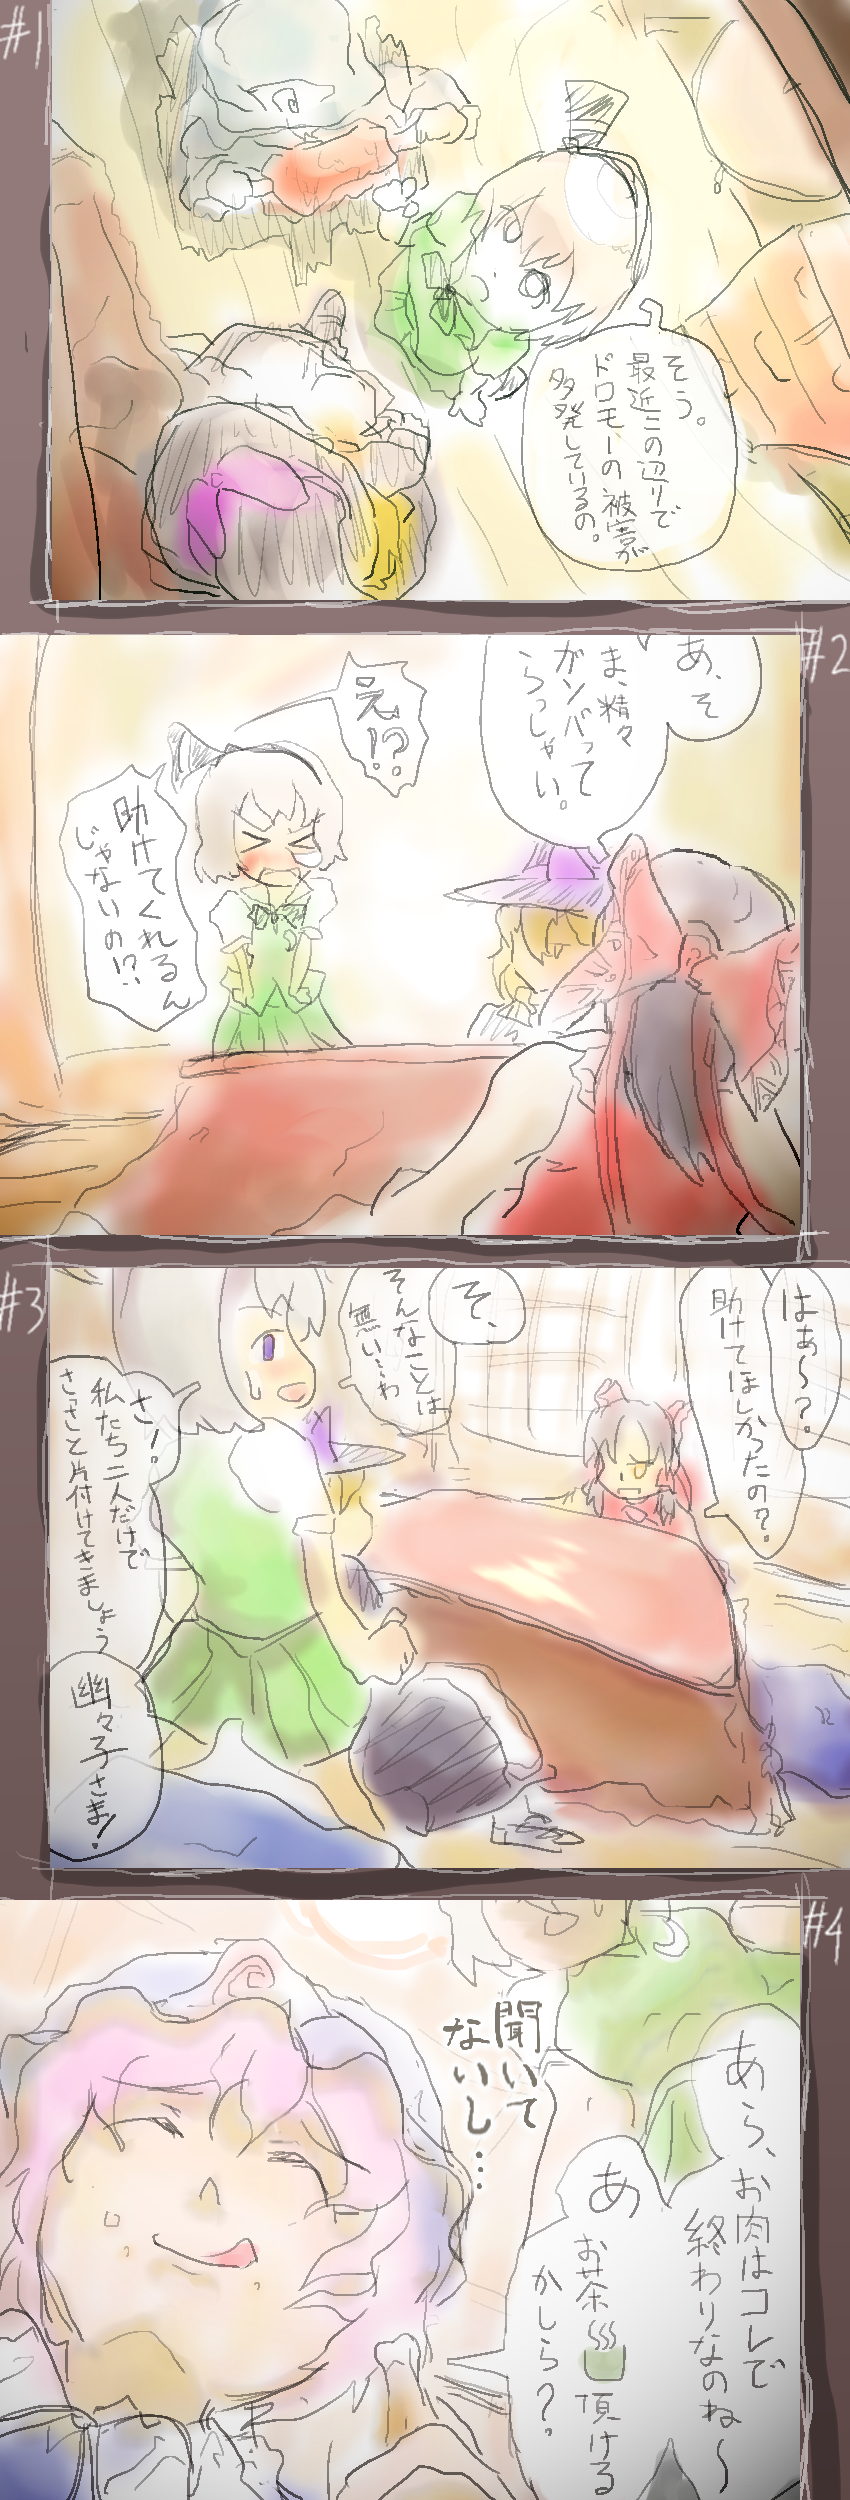 #1
そう。
最近この辺りで
ドロモーの被害が
多発しているの。
#2
あ、そ
ま、精々
ガンバって
らっしゃい。
え!?
助けてくれるん
じゃないの!?
#3
はぁ〜?。
助けてほしかったの?。
そ、
そんなことは
無い…わ
さ!。
私たち二人だけで
さっさと片付けてきましょう
幽々子さま!
#4
あら、お肉はコレで
終わりなのね〜
あ
お茶
頂ける
かしら?。
聞いて
ないし…